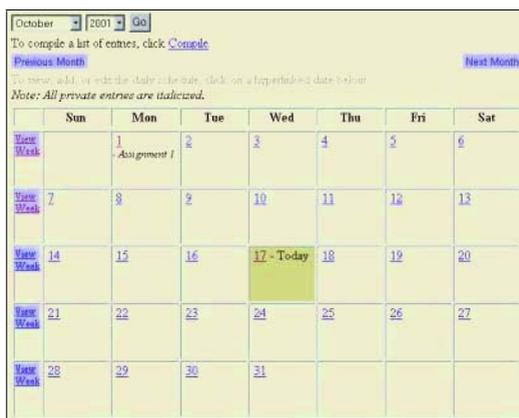 October 2001 Go
To compile a list of entries, click Compile
Previous Month Next Month
To view, add, or edit the daily schedule, click on a hyperlinked date below
Note: All private entries are italicized.
Sun Mon Tue Wed Thu Fri Sat
View Week 1 2 3 4 5 6
- Assignment 1
View Week 7 8 9 10 11 12 13
View Week 14 15 16 17 - Today 18 19 20
View Week 21 22 23 24 25 26 27
View Week 28 29 30 31